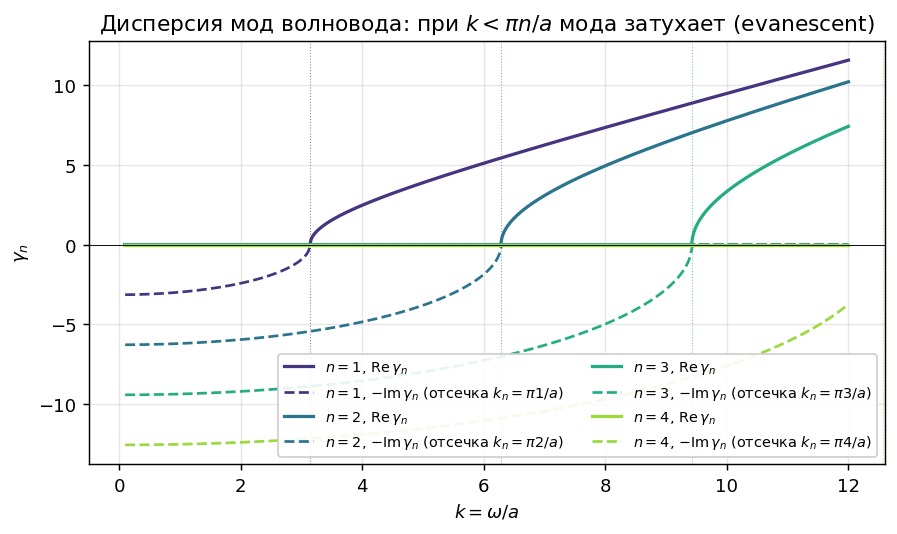 Дисперсия мод волновода: при k < πn/a мода затухает (evanescent)
γₙ
10
5
0
−5
−10
0 2 4 6 8 10 12
k = ω/a
n = 1, Re γₙ
n = 1, −Im γₙ (отсечка kₙ = π1/a)
n = 2, Re γₙ
n = 2, −Im γₙ (отсечка kₙ = π2/a)
n = 3, Re γₙ
n = 3, −Im γₙ (отсечка kₙ = π3/a)
n = 4, Re γₙ
n = 4, −Im γₙ (отсечка kₙ = π4/a)